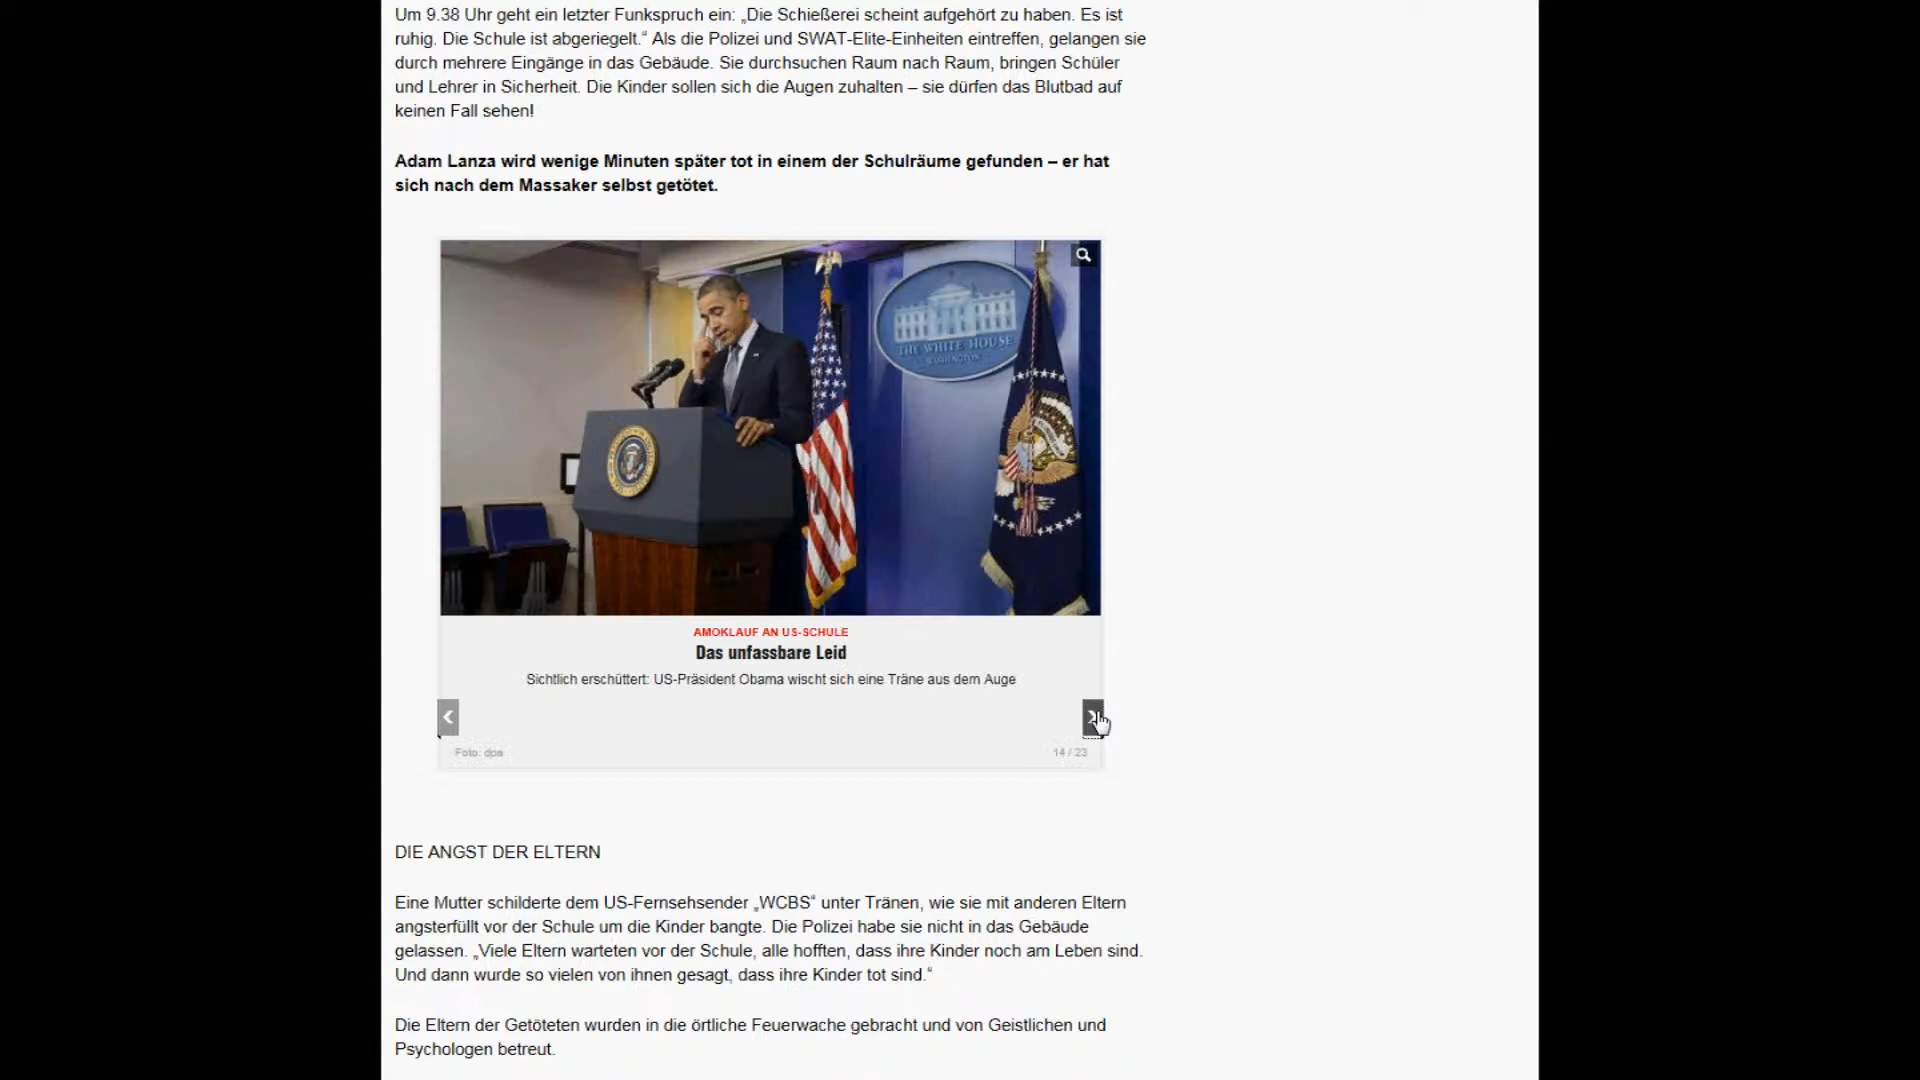 Um 9.38 Uhr geht ein letzter Funkspruch ein: „Die Schießerei scheint aufgehört zu haben. Es ist
ruhig. Die Schule ist abgeriegelt.“ Als die Polizei und SWAT-Elite-Einheiten eintreffen, gelangen sie
durch mehrere Eingänge in das Gebäude. Sie durchsuchen Raum nach Raum, bringen Schüler
und Lehrer in Sicherheit. Die Kinder sollen sich die Augen zuhalten – sie dürfen das Blutbad auf
keinen Fall sehen!
Adam Lanza wird wenige Minuten später tot in einem der Schulräume gefunden – er hat
sich nach dem Massaker selbst getötet.
THE WHITE HOUSE
WASHINGTON
AMOKLAUF AN US-SCHULE
Das unfassbare Leid
Sichtlich erschüttert: US-Präsident Obama wischt sich eine Träne aus dem Auge
Foto: dpa
14 / 23
DIE ANGST DER ELTERN
Eine Mutter schilderte dem US-Fernsehsender „WCBS“ unter Tränen, wie sie mit anderen Eltern
angsterfüllt vor der Schule um die Kinder bangte. Die Polizei habe sie nicht in das Gebäude
gelassen. „Viele Eltern warteten vor der Schule, alle hofften, dass ihre Kinder noch am Leben sind.
Und dann wurde so vielen von ihnen gesagt, dass ihre Kinder tot sind.“
Die Eltern der Getöteten wurden in die örtliche Feuerwache gebracht und von Geistlichen und
Psychologen betreut.